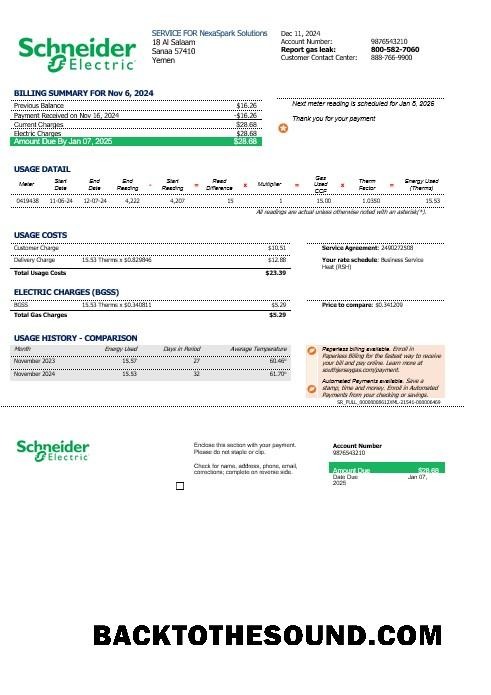 Schneider
Electric
SERVICE FOR NexaSpark Solutions
18 Al Salaam
Sanaa 57410
Yemen
Dec 11, 2024
Account Number: 9876543210
Report gas leak: 800-582-7060
Customer Contact Center: 888-766-9900
BILLING SUMMARY FOR Nov 6, 2024
Previous Balance $16.26
Payment Received on Nov 16, 2024 -$16.26
Current Charges $28.68
Electric Charges $28.68
Amount Due By Jan 07, 2025 $28.68
Next meter reading is scheduled for Jan 6, 2026
Thank you for your payment
USAGE DATAIL
Meter Start Date End Date End Reading - Start Reading = Read Difference x Multiplier = Gas Used CCF x Therm Factor = Energy Used (Therms)
0419438 11-06-24 12-07-24 4,222 4,207 15 1 15.00 1.0350 15.53
All readings are actual unless otherwise noted with an asterisk(*).
USAGE COSTS
Customer Charge $10.51
Delivery Charge 15.53 Therms x $0.829846 $12.88
Total Usage Costs $23.39
Service Agreement: 2490272508
Your rate schedule: Business Service
Heat (RSH)
ELECTRIC CHARGES (BGSS)
BGSS 15.53 Therms x $0.340811 $5.29
Total Gas Charges $5.29
Price to compare: $0.341209
USAGE HISTORY - COMPARISON
Month Energy Used Days in Period Average Temperature
November 2023 15.57 27 60.46°
November 2024 15.53 32 61.70°
Paperless billing available. Enroll in
Paperless Billing for the fastest way to receive
your bill and pay online. Learn more at
southjerseygas.com/payment.
Automated Payments available. Save a
stamp, time and money. Enroll in Automated
Payments from your checking or savings.
Schneider
Electric
Enclose this section with your payment.
Please do not staple or clip.
Check for name, address, phone, email,
corrections; complete on reverse side.
Account Number
9876543210
Amount Due $28.68
Date Due Jan 07,
2025
BACKTOTHESOUND.COM